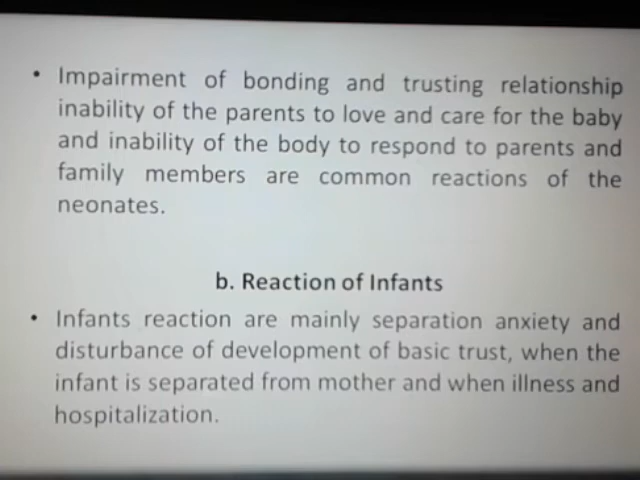 • Impairment of bonding and trusting relationship
inability of the parents to love and care for the baby
and inability of the body to respond to parents and
family members are common reactions of the
neonates.
b. Reaction of Infants
• Infants reaction are mainly separation anxiety and
disturbance of development of basic trust, when the
infant is separated from mother and when illness and
hospitalization.